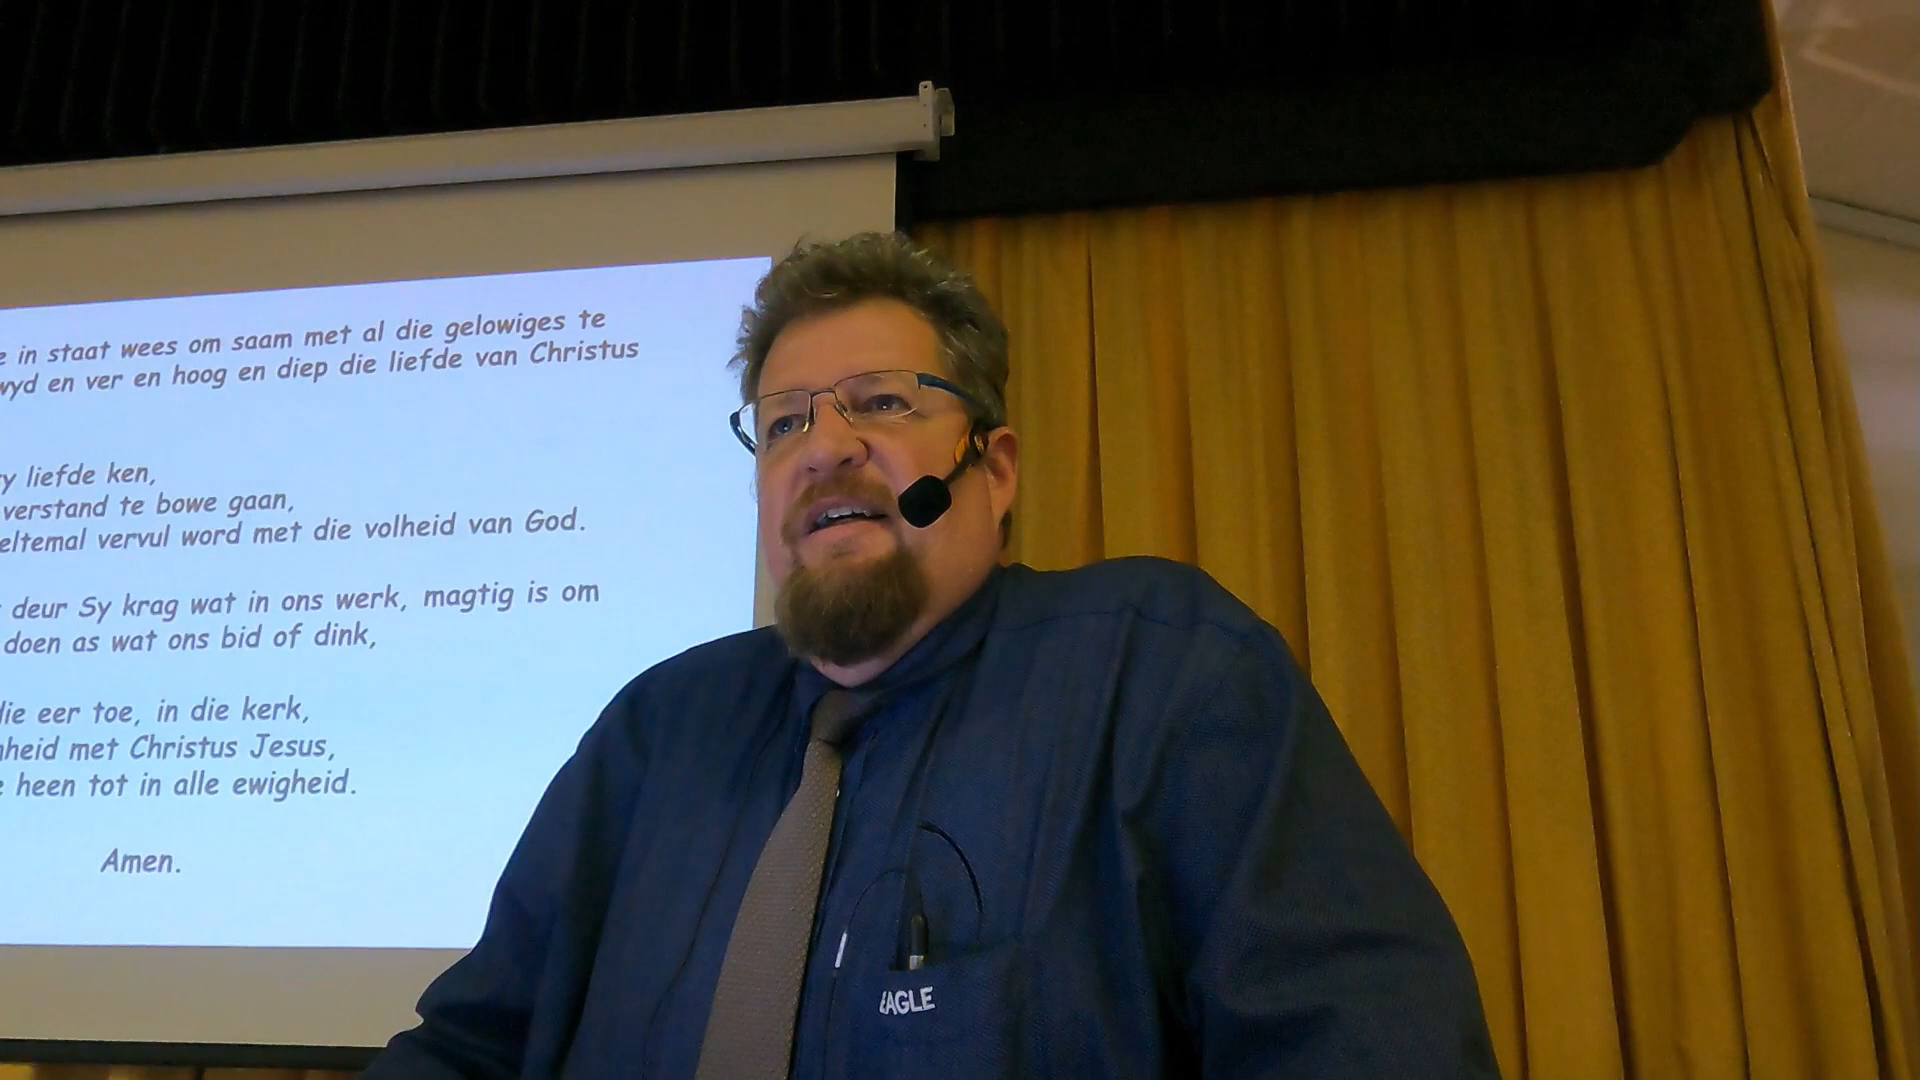 in staat wees om saam met al die gelowiges te
wyd en ver en hoog en diep die liefde van Christus
liefde ken,
verstand te bowe gaan,
eltemal vervul word met die volheid van God.
deur Sy krag wat in ons werk, magtig is om
doen as wat ons bid of dink,
die eer toe, in die kerk,
nheid met Christus Jesus,
heen tot in alle ewigheid.
Amen.
EAGLE